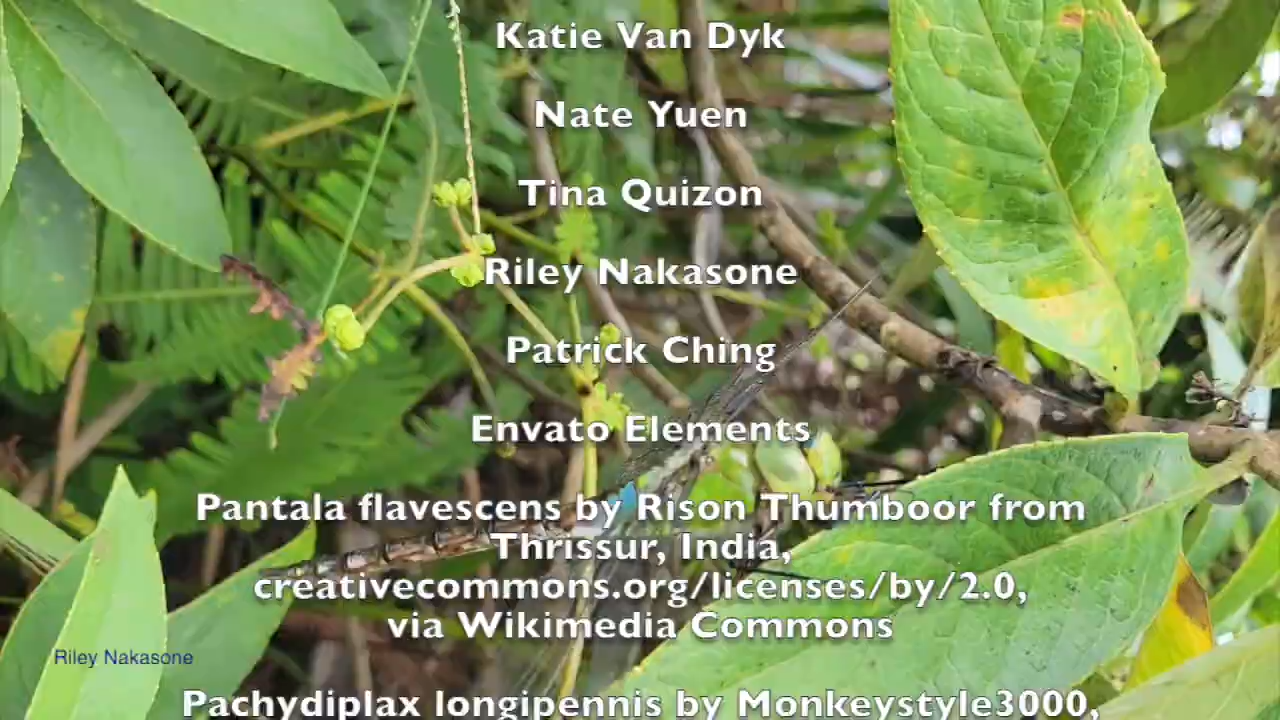 Katie Van Dyk
Nate Yuen
Tina Quizon
Riley Nakasone
Patrick Ching
Envato Elements
Pantala flavescens by Rison Thumboor from
Thrissur, India,
creativecommons.org/licenses/by/2.0,
via Wikimedia Commons
Riley Nakasone
Pachydiplax longipennis by Monkeystyle3000,